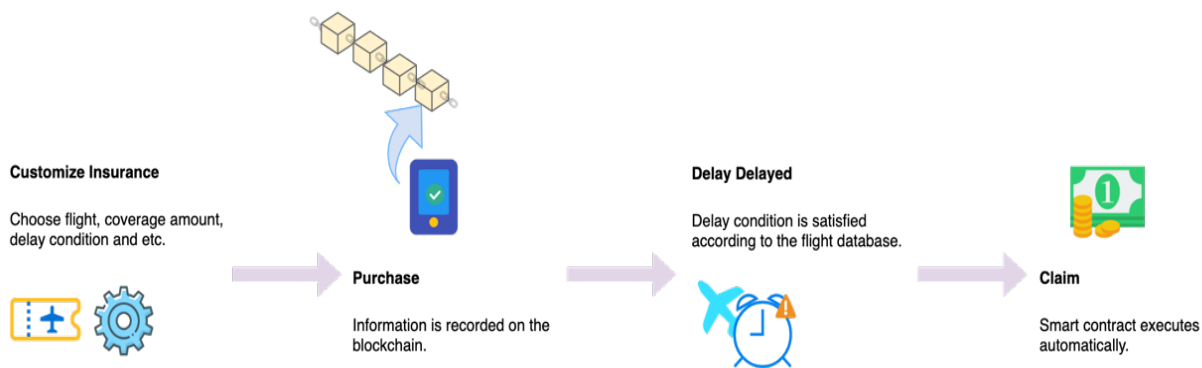 Customize Insurance
Choose flight, coverage amount,
delay condition and etc.
Purchase
Information is recorded on the
blockchain.
Delay Delayed
Delay condition is satisfied
according to the flight database.
1
Claim
Smart contract executes
automatically.